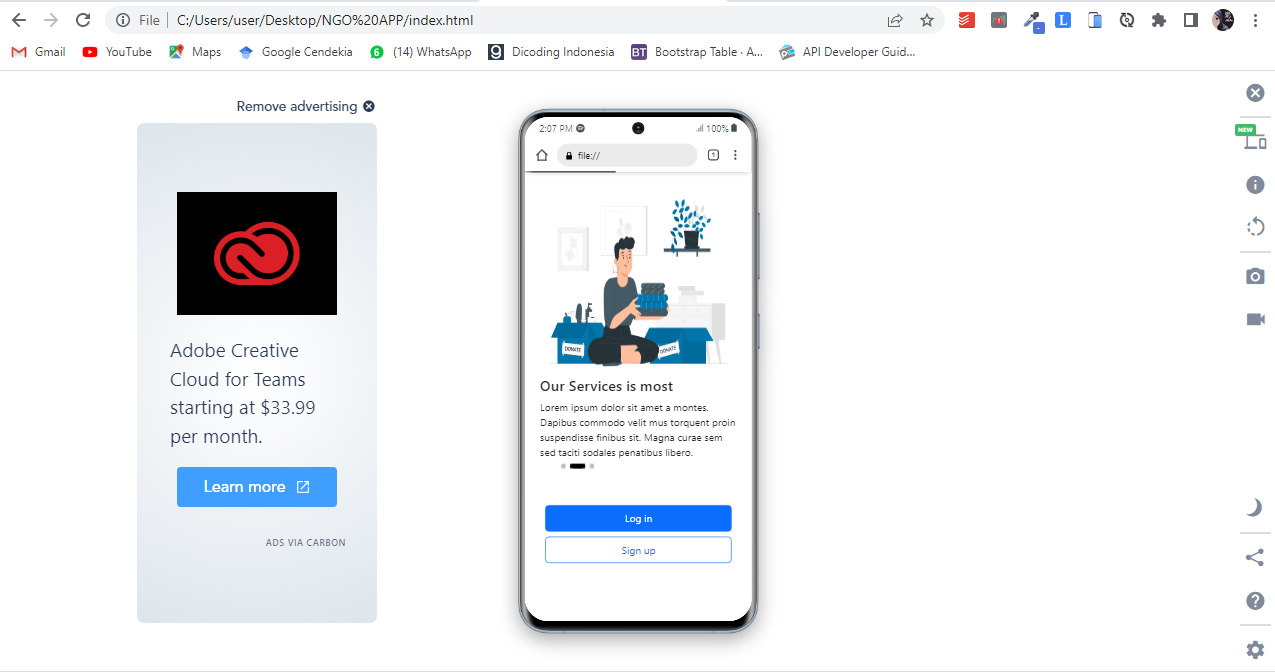 File
C:/Users/user/Desktop/NGO%20APP/index.html
Gmail
YouTube
Maps
Google Cendekia
6
(14) WhatsApp
Dicoding Indonesia
BT
Bootstrap Table · A...
API Developer Guid...
L
Remove advertising
Adobe Creative
Cloud for Teams
starting at $33.99
per month.
Learn more
ADS VIA CARBON
2:07 PM
100%
file://
1
DONATE
DONATE
Our Services is most
Lorem ipsum dolor sit amet a montes.
Dapibus commodo velit mus torquent proin
suspendisse finibus sit. Magna curae sem
sed taciti sodales penatibus libero.
Log in
Sign up
NEW